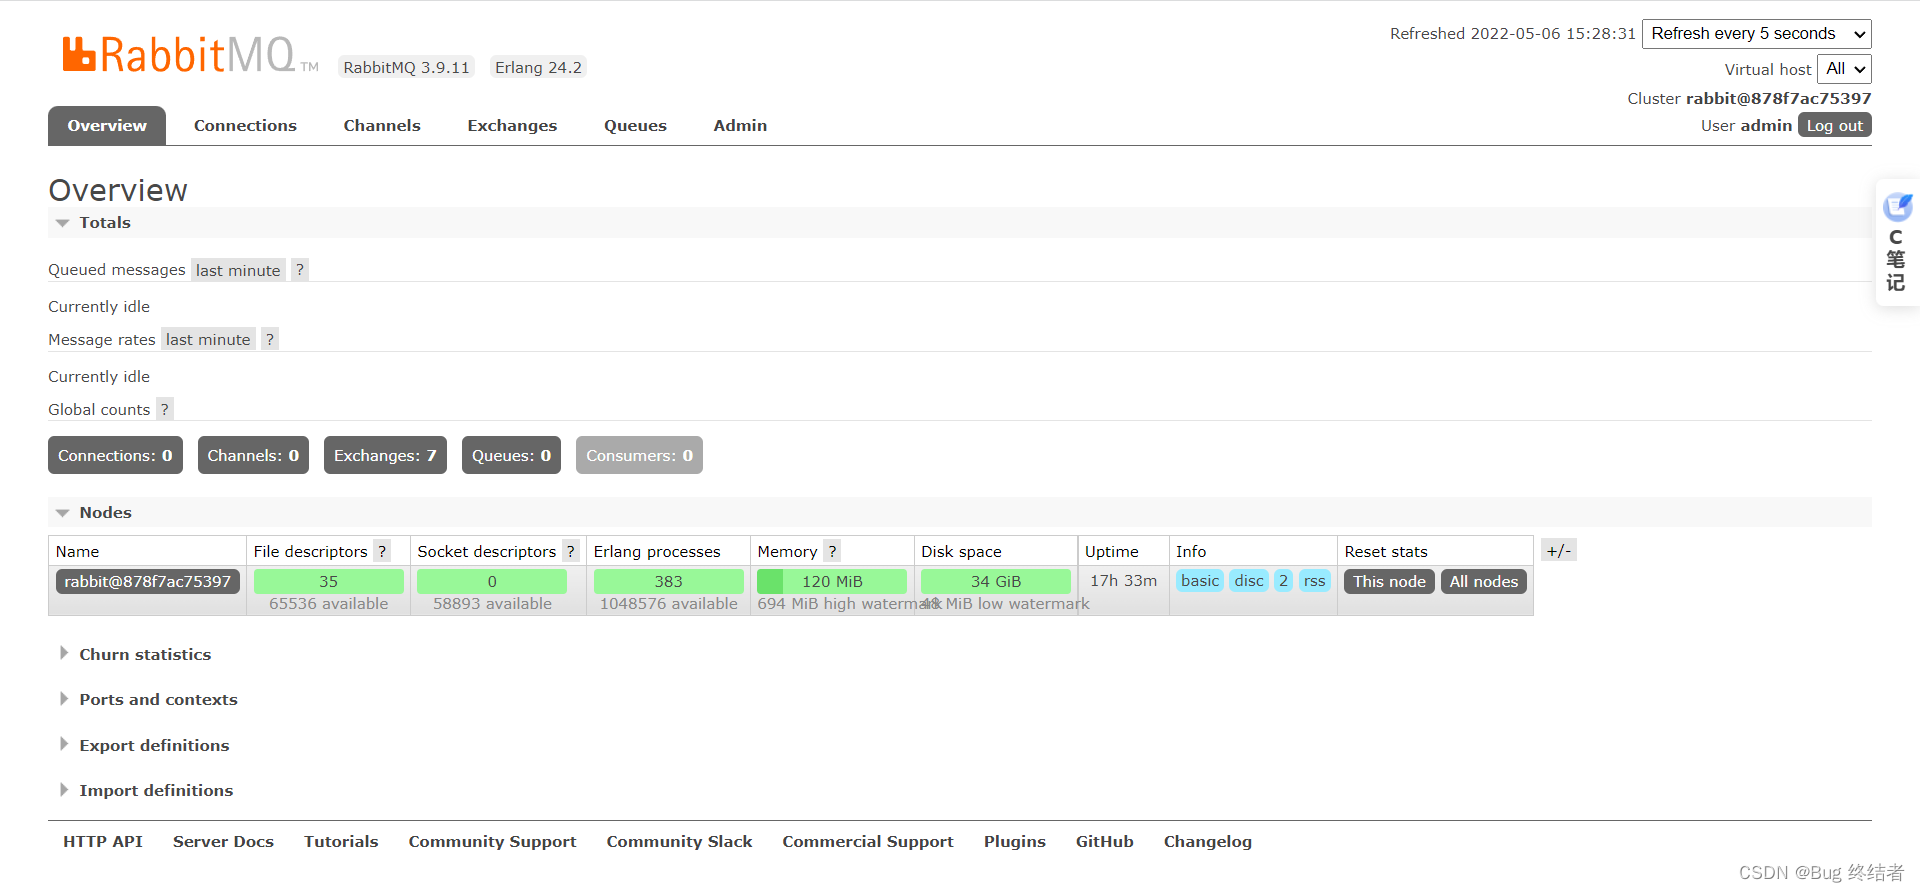 RabbitMQ TM RabbitMQ 3.9.11 Erlang 24.2
Refreshed 2022-05-06 15:28:31 Refresh every 5 seconds
Virtual host All
Cluster rabbit@878f7ac75397
User admin Log out
Overview Connections Channels Exchanges Queues Admin
Overview
Totals
Queued messages last minute ?
Currently idle
Message rates last minute ?
Currently idle
Global counts ?
Connections: 0 Channels: 0 Exchanges: 7 Queues: 0 Consumers: 0
Nodes
Name File descriptors ? Socket descriptors ? Erlang processes Memory ? Disk space Uptime Info Reset stats +/-
rabbit@878f7ac75397 35 0 383 120 MiB 34 GiB 17h 33m basic disc 2 rss This node All nodes
65536 available 58893 available 1048576 available 694 MiB high watermark 48 MiB low watermark
Churn statistics
Ports and contexts
Export definitions
Import definitions
HTTP API Server Docs Tutorials Community Support Community Slack Commercial Support Plugins GitHub Changelog
C
笔
记
CSDN @Bug 终结者